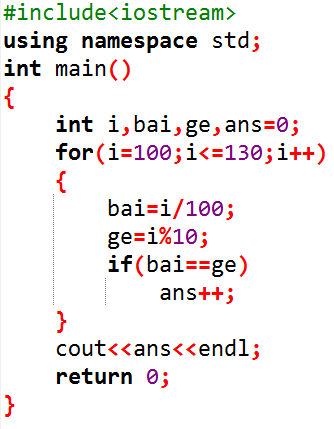 #include<iostream>
using namespace std;
int main()
{
    int i,bai,ge,ans=0;
    for(i=100;i<=130;i++)
    {
        bai=i/100;
        ge=i%10;
        if(bai==ge)
            ans++;
    }
    cout<<ans<<endl;
    return 0;
}